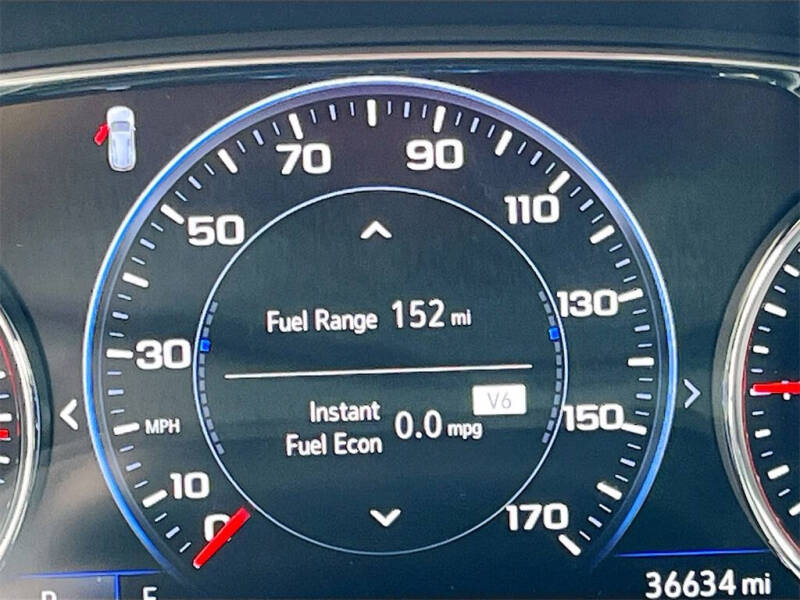 70
90
50
110
Fuel Range 152 mi
130
30
V6
Instant
Fuel Econ
0.0 mpg
150
MPH
10
0
170
36634 mi